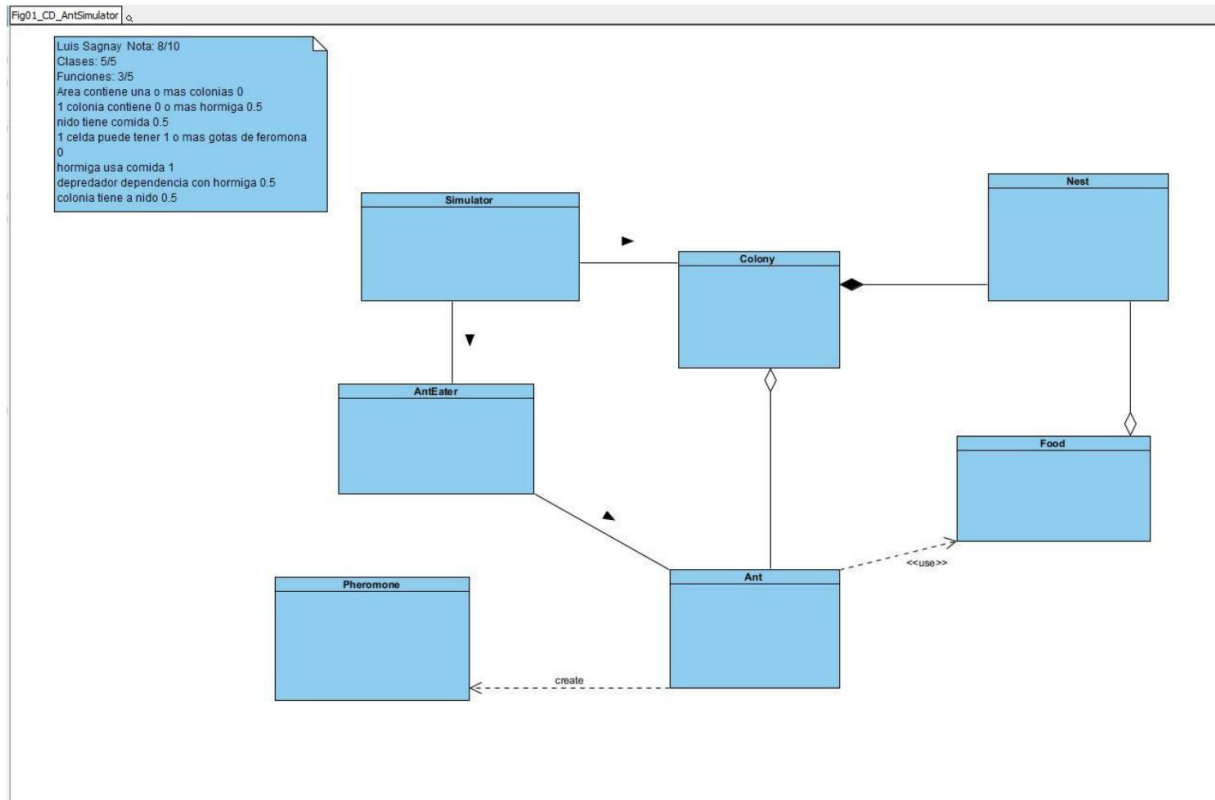 Fig01_CD_AntSimulator
Luis Sagnay Nota: 8/10
Clases: 5/5
Funciones: 3/5
Area contiene una o mas colonias 0
1 colonia contiene 0 o mas hormiga 0.5
nido tiene comida 0.5
1 celda puede tener 1 o mas gotas de feromona
0
hormiga usa comida 1
depredador dependencia con hormiga 0.5
colonia tiene a nido 0.5
Nest
Simulator
Colony
AntEater
Food
<<use>>
Ant
Pheromone
create